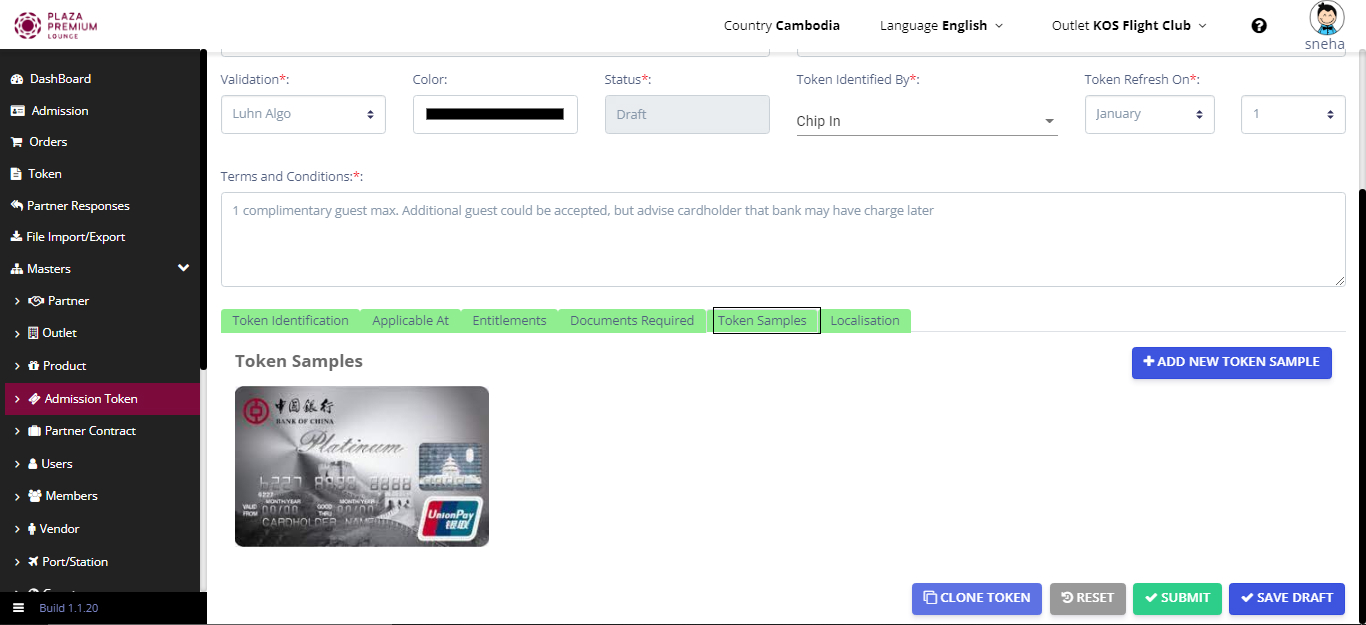 PLAZA
PREMIUM
LOUNGE
Country Cambodia
Language English
Outlet KOS Flight Club
sneha
DashBoard
Admission
Orders
Token
Partner Responses
File Import/Export
Masters
Partner
Outlet
Product
Admission Token
Partner Contract
Users
Members
Vendor
Port/Station
Build 1.1.20
Validation*:
Color:
Status*:
Token Identified By*:
Token Refresh On*:
Luhn Algo
Draft
Chip In
January
1
Terms and Conditions:*:
1 complimentary guest max. Additional guest could be accepted, but advise cardholder that bank may have charge later
Token Identification
Applicable At
Entitlements
Documents Required
Token Samples
Localisation
Token Samples
ADD NEW TOKEN SAMPLE
中国銀行
BANK OF CHINA
Platinum
6227
MONTH/YEAR
MONTH/YEAR
VALID
FROM
00/00
GOOD
THRU
00/00
CARDHOLDER NAME
UnionPay
银联
CLONE TOKEN
RESET
SUBMIT
SAVE DRAFT